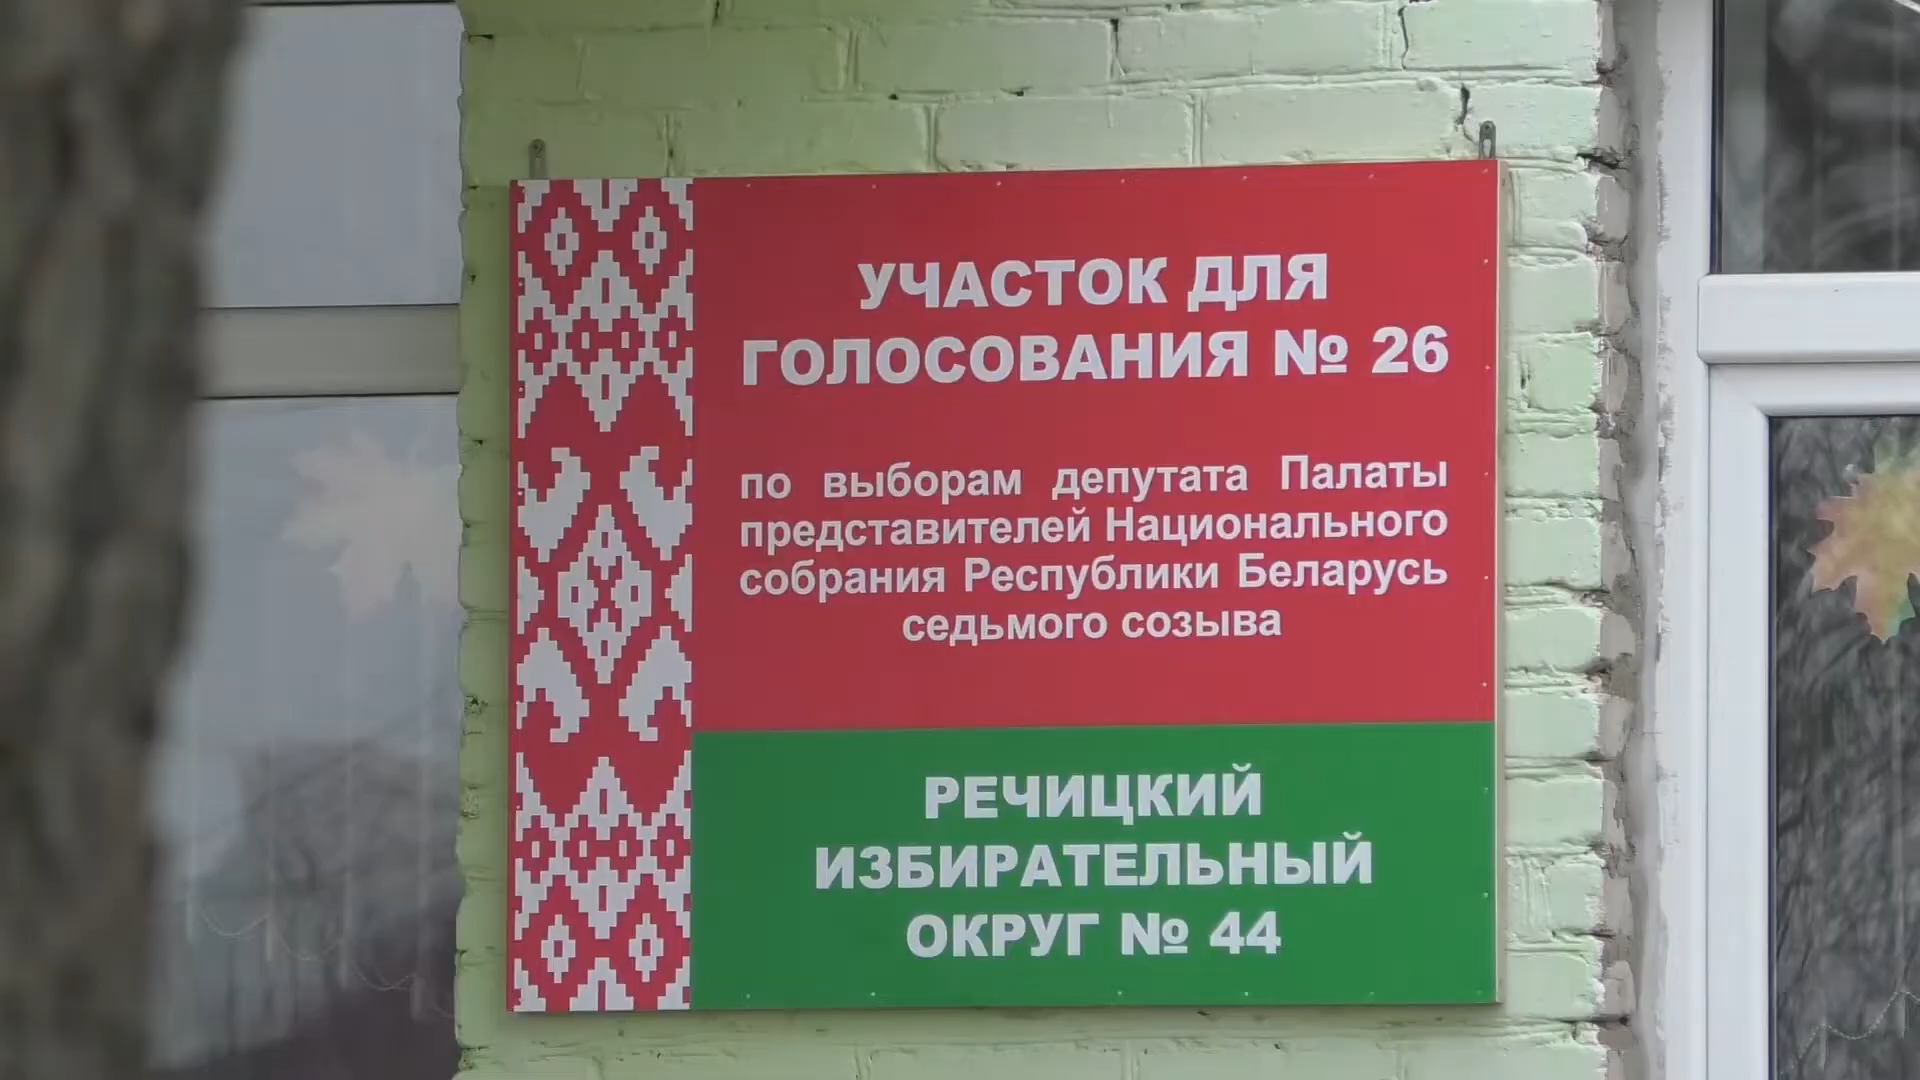 УЧАСТОК ДЛЯ
ГОЛОСОВАНИЯ № 26
по выборам депутата Палаты
представителей Национального
собрания Республики Беларусь
седьмого созыва
РЕЧИЦКИЙ
ИЗБИРАТЕЛЬНЫЙ
ОКРУГ № 44